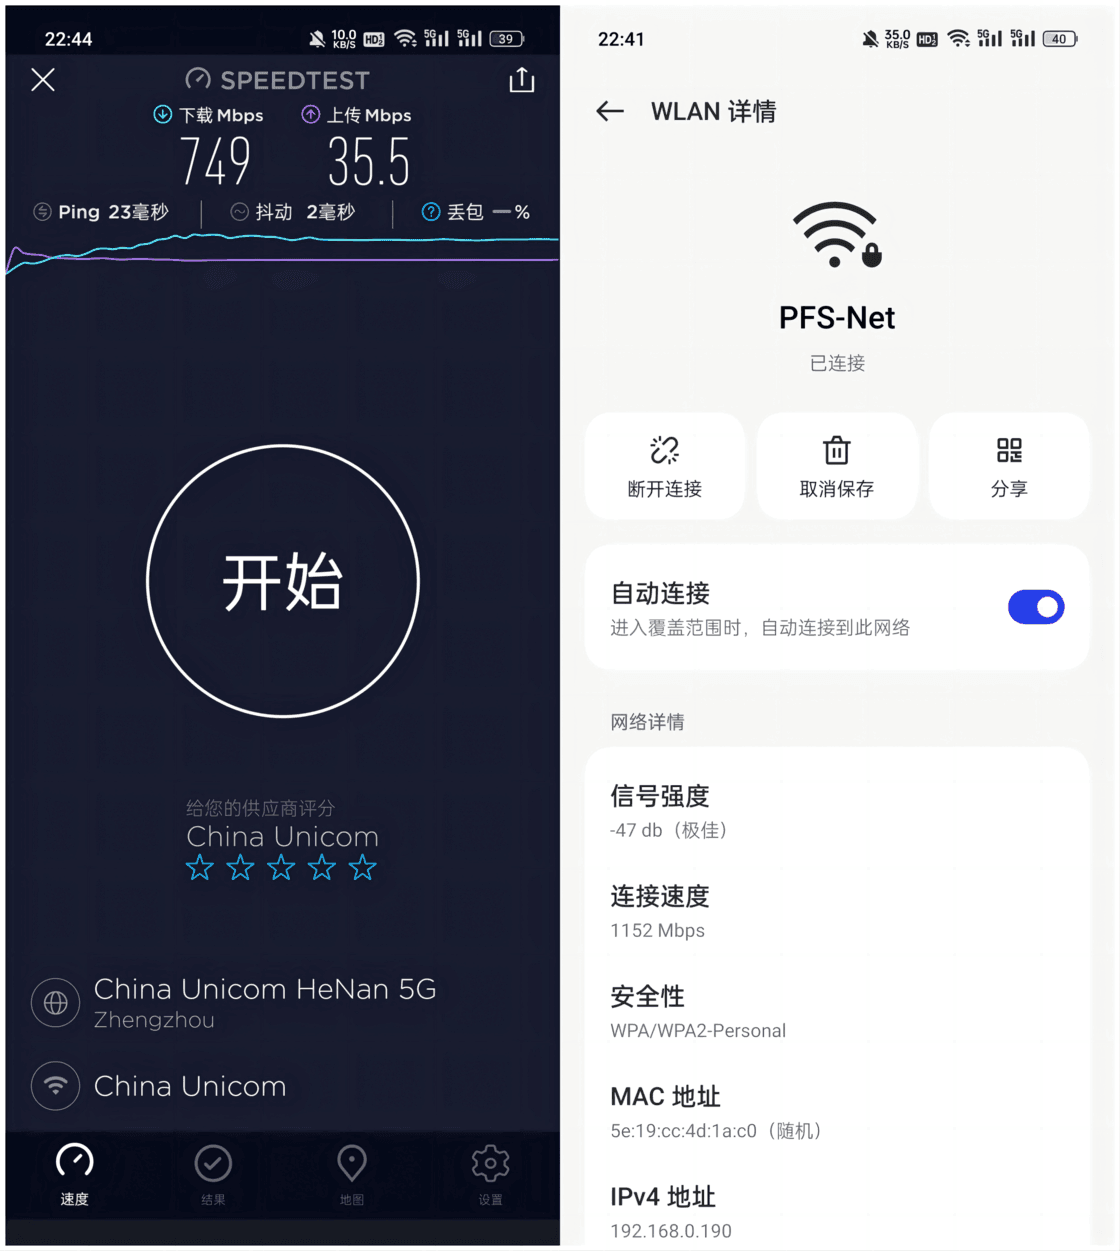 22:44
10.0 KB/S HD 5G 5G 39
SPEEDTEST
下载 Mbps 上传 Mbps
749 35.5
Ping 23毫秒 抖动 2毫秒 丢包 — %
开始
给您的供应商评分
China Unicom
China Unicom HeNan 5G
Zhengzhou
China Unicom
速度 结果 地图 设置
22:41
35.0 KB/S HD 5G 5G 40
WLAN 详情
PFS-Net
已连接
断开连接 取消保存 分享
自动连接
进入覆盖范围时，自动连接到此网络
网络详情
信号强度
-47 db（极佳）
连接速度
1152 Mbps
安全性
WPA/WPA2-Personal
MAC 地址
5e:19:cc:4d:1a:c0（随机）
IPv4 地址
192.168.0.190